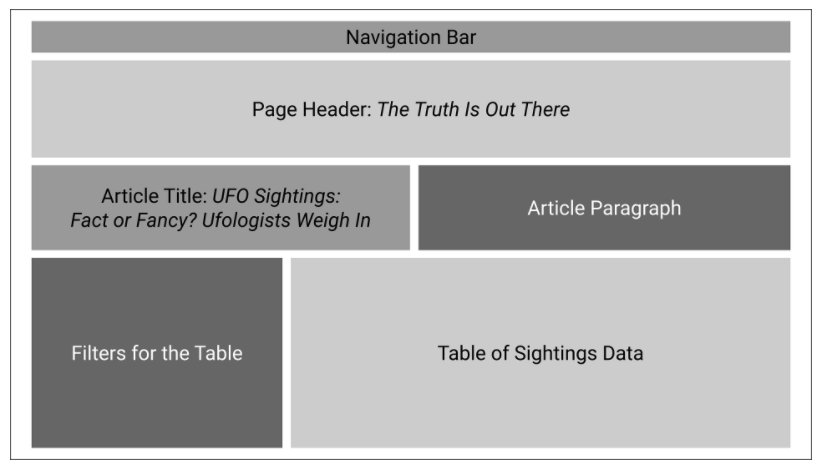 Navigation Bar
Page Header: The Truth Is Out There
Article Title: UFO Sightings:
Fact or Fancy? Ufologists Weigh In
Article Paragraph
Filters for the Table
Table of Sightings Data